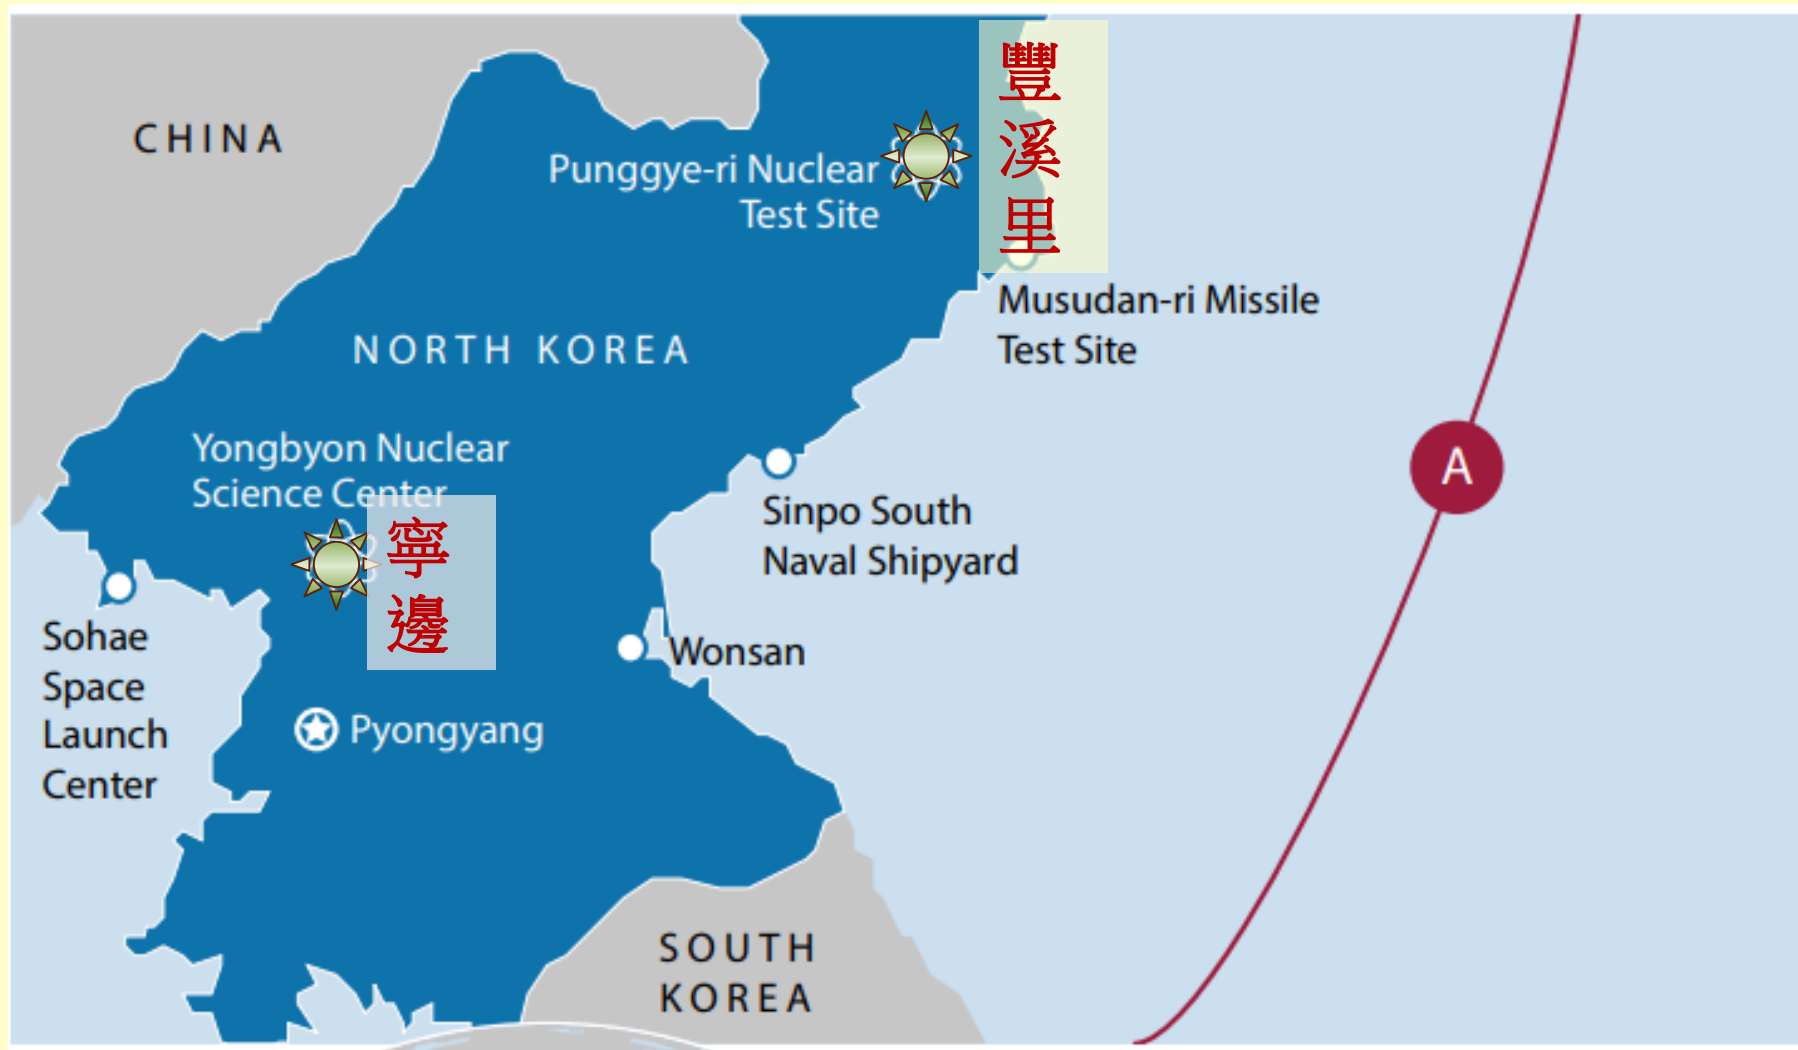 CHINA
Punggye-ri Nuclear
Test Site
豐溪里
Musudan-ri Missile
Test Site
NORTH KOREA
Yongbyon Nuclear
Science Center
寧邊
A
Sinpo South
Naval Shipyard
Sohae
Space
Launch
Center
Wonsan
Pyongyang
SOUTH
KOREA